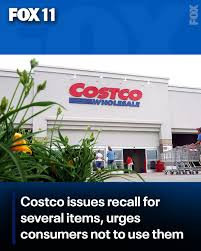 FOX 11
FOX
COSTCO
WHOLESALE
Costco issues recall for
several items, urges
consumers not to use them